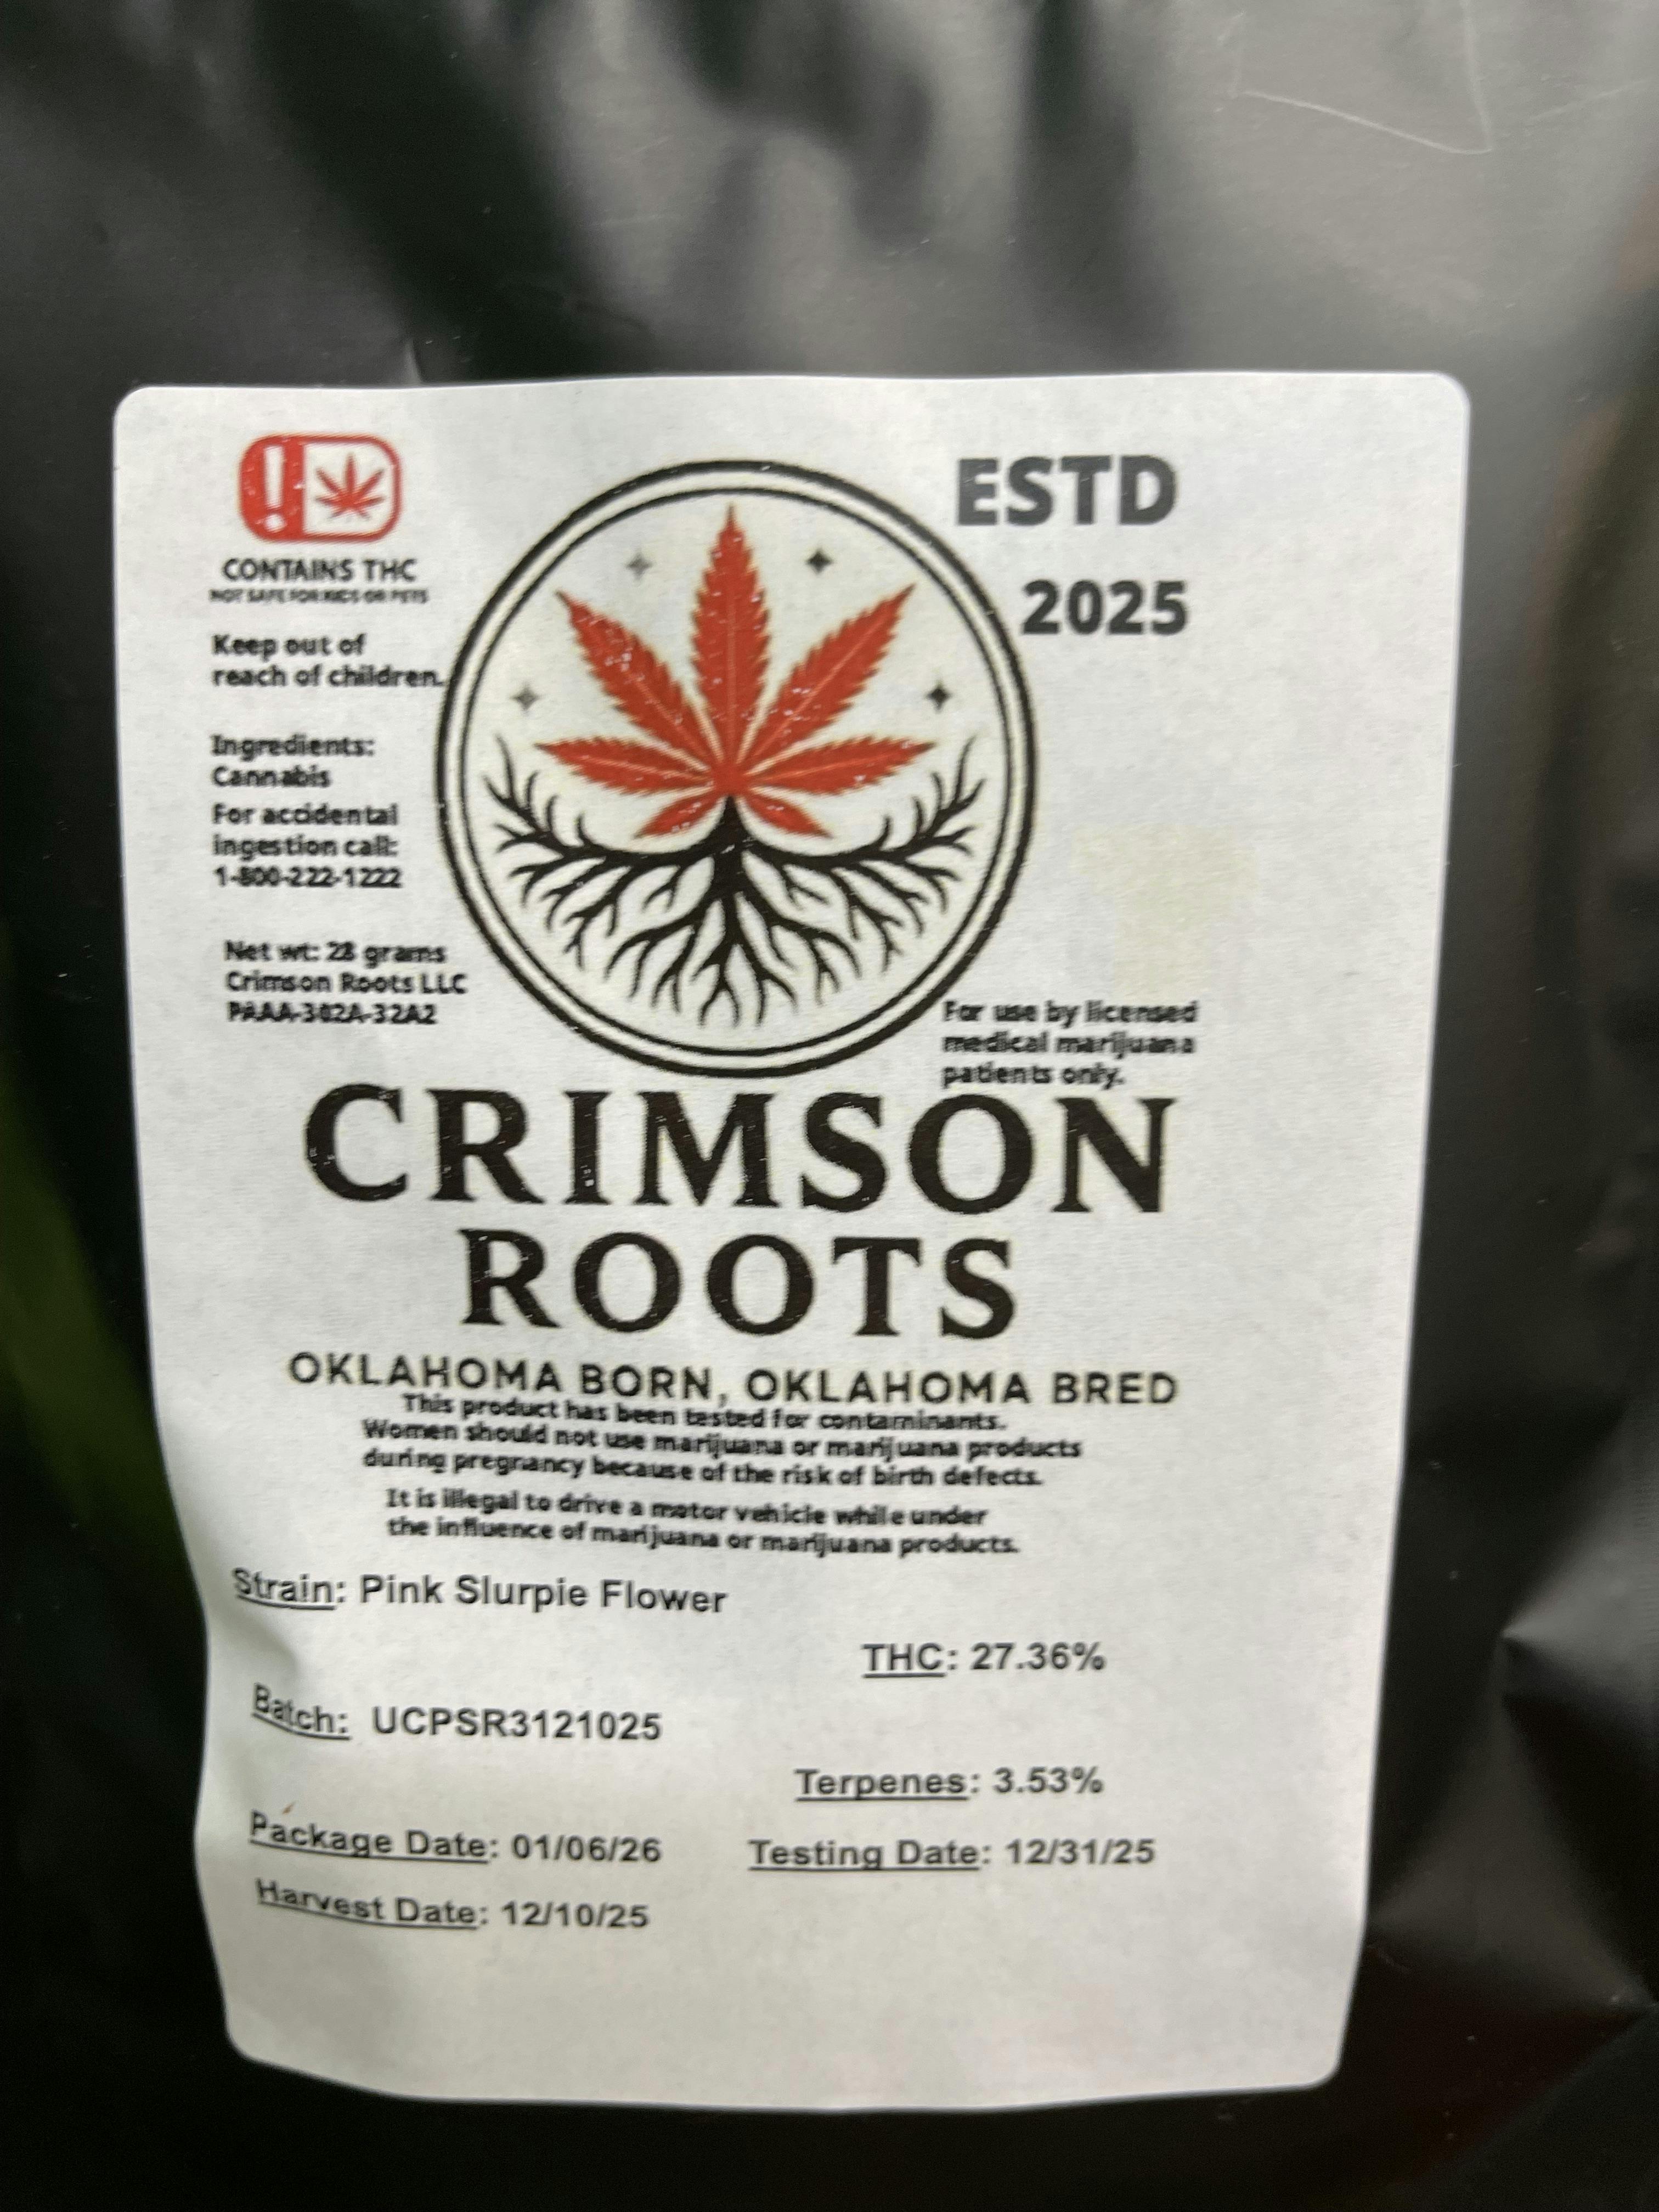 CONTAINS THC
NOT SAFE FOR KIDS OR PETS
Keep out of
reach of children.
Ingredients:
Cannabis
For accidental
ingestion call:
1-800-222-1222
Net wt: 28 grams
Crimson Roots LLC
PAAA-302A-32A2
ESTD
2025
For use by licensed
medical marijuana
patients only.
CRIMSON
ROOTS
OKLAHOMA BORN, OKLAHOMA BRED
This product has been tested for contaminants.
Women should not use marijuana or marijuana products
during pregnancy because of the risk of birth defects.
It is illegal to drive a motor vehicle while under
the influence of marijuana or marijuana products.
Strain: Pink Slurpie Flower
THC: 27.36%
Batch: UCPSR3121025
Terpenes: 3.53%
Package Date: 01/06/26
Testing Date: 12/31/25
Harvest Date: 12/10/25